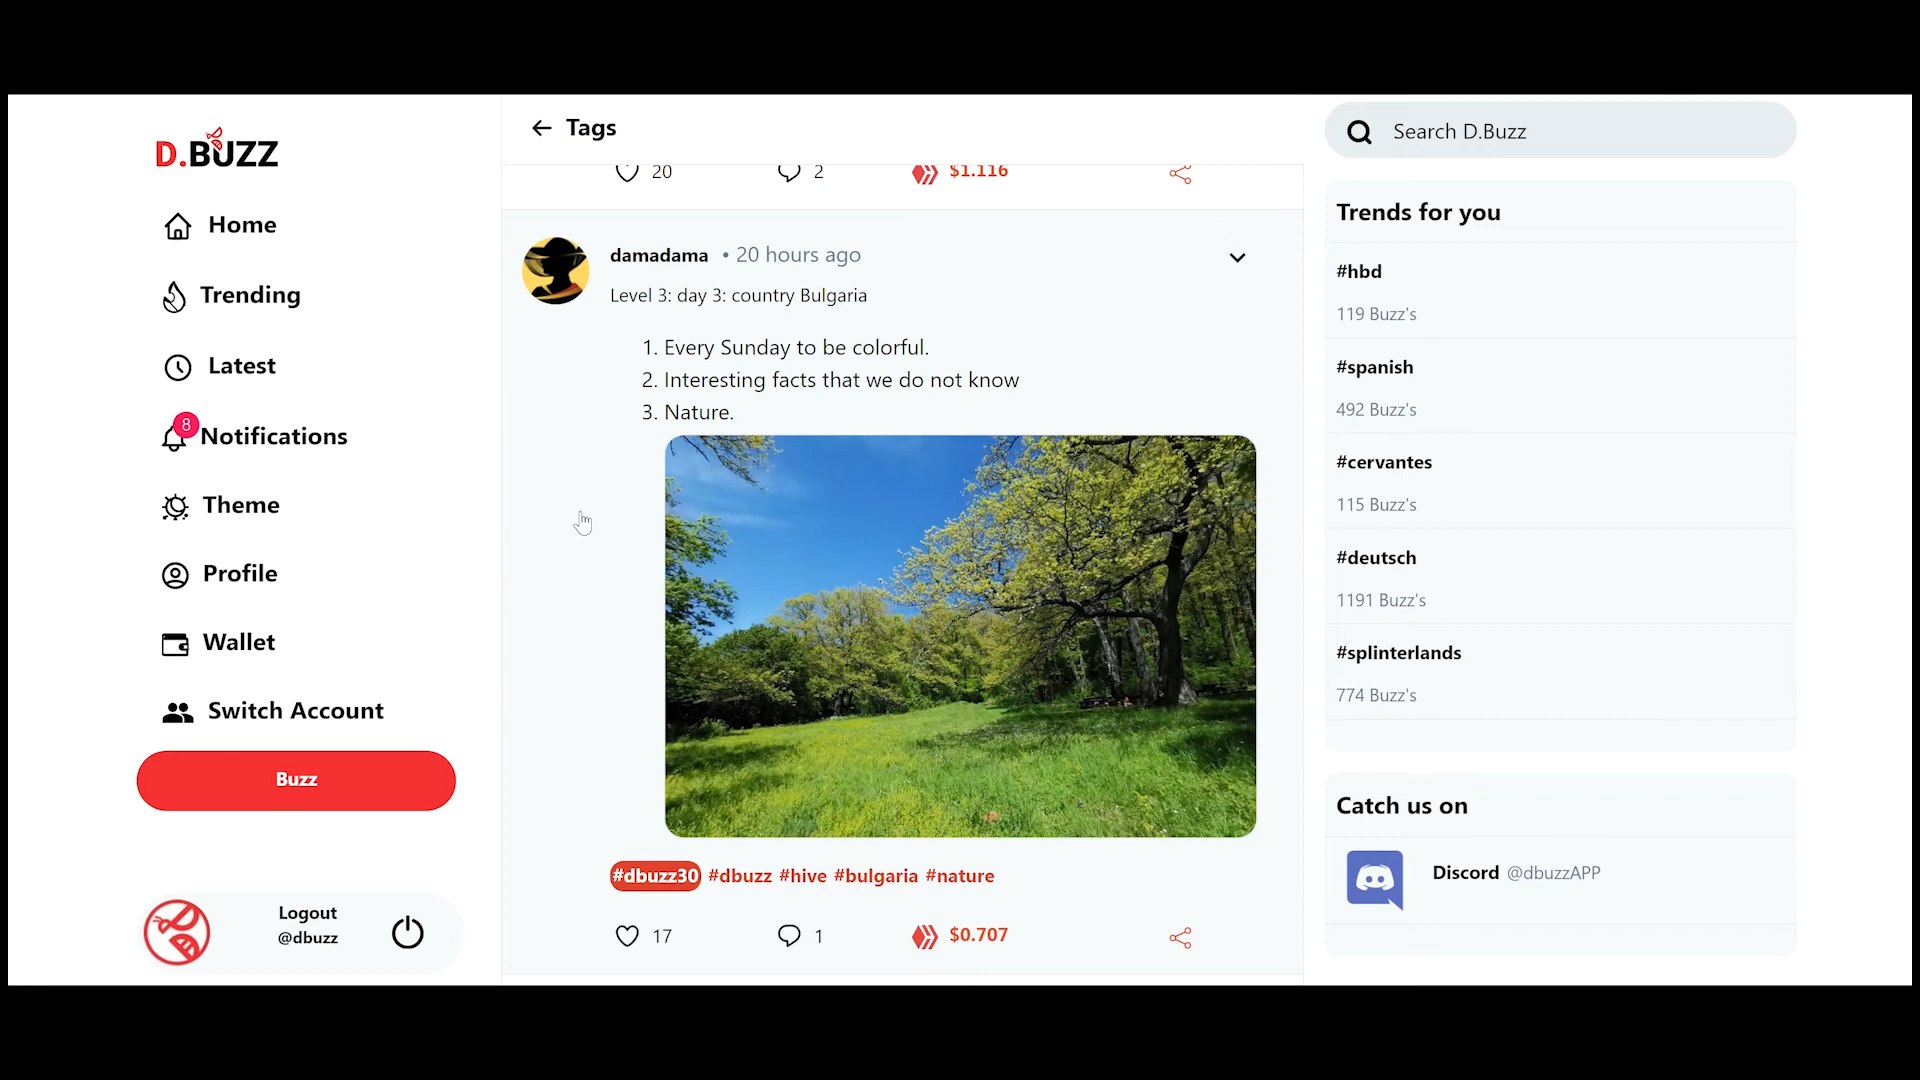 D.BUZZ
Home
Trending
Latest
8
Notifications
Theme
Profile
Wallet
Switch Account
Buzz
Logout
@dbuzz
Tags
20
2
$1.116
damadama • 20 hours ago
Level 3: day 3: country Bulgaria
1. Every Sunday to be colorful.
2. Interesting facts that we do not know
3. Nature.
#dbuzz30 #dbuzz #hive #bulgaria #nature
17
1
$0.707
Search D.Buzz
Trends for you
#hbd
119 Buzz's
#spanish
492 Buzz's
#cervantes
115 Buzz's
#deutsch
1191 Buzz's
#splinterlands
774 Buzz's
Catch us on
Discord @dbuzzAPP